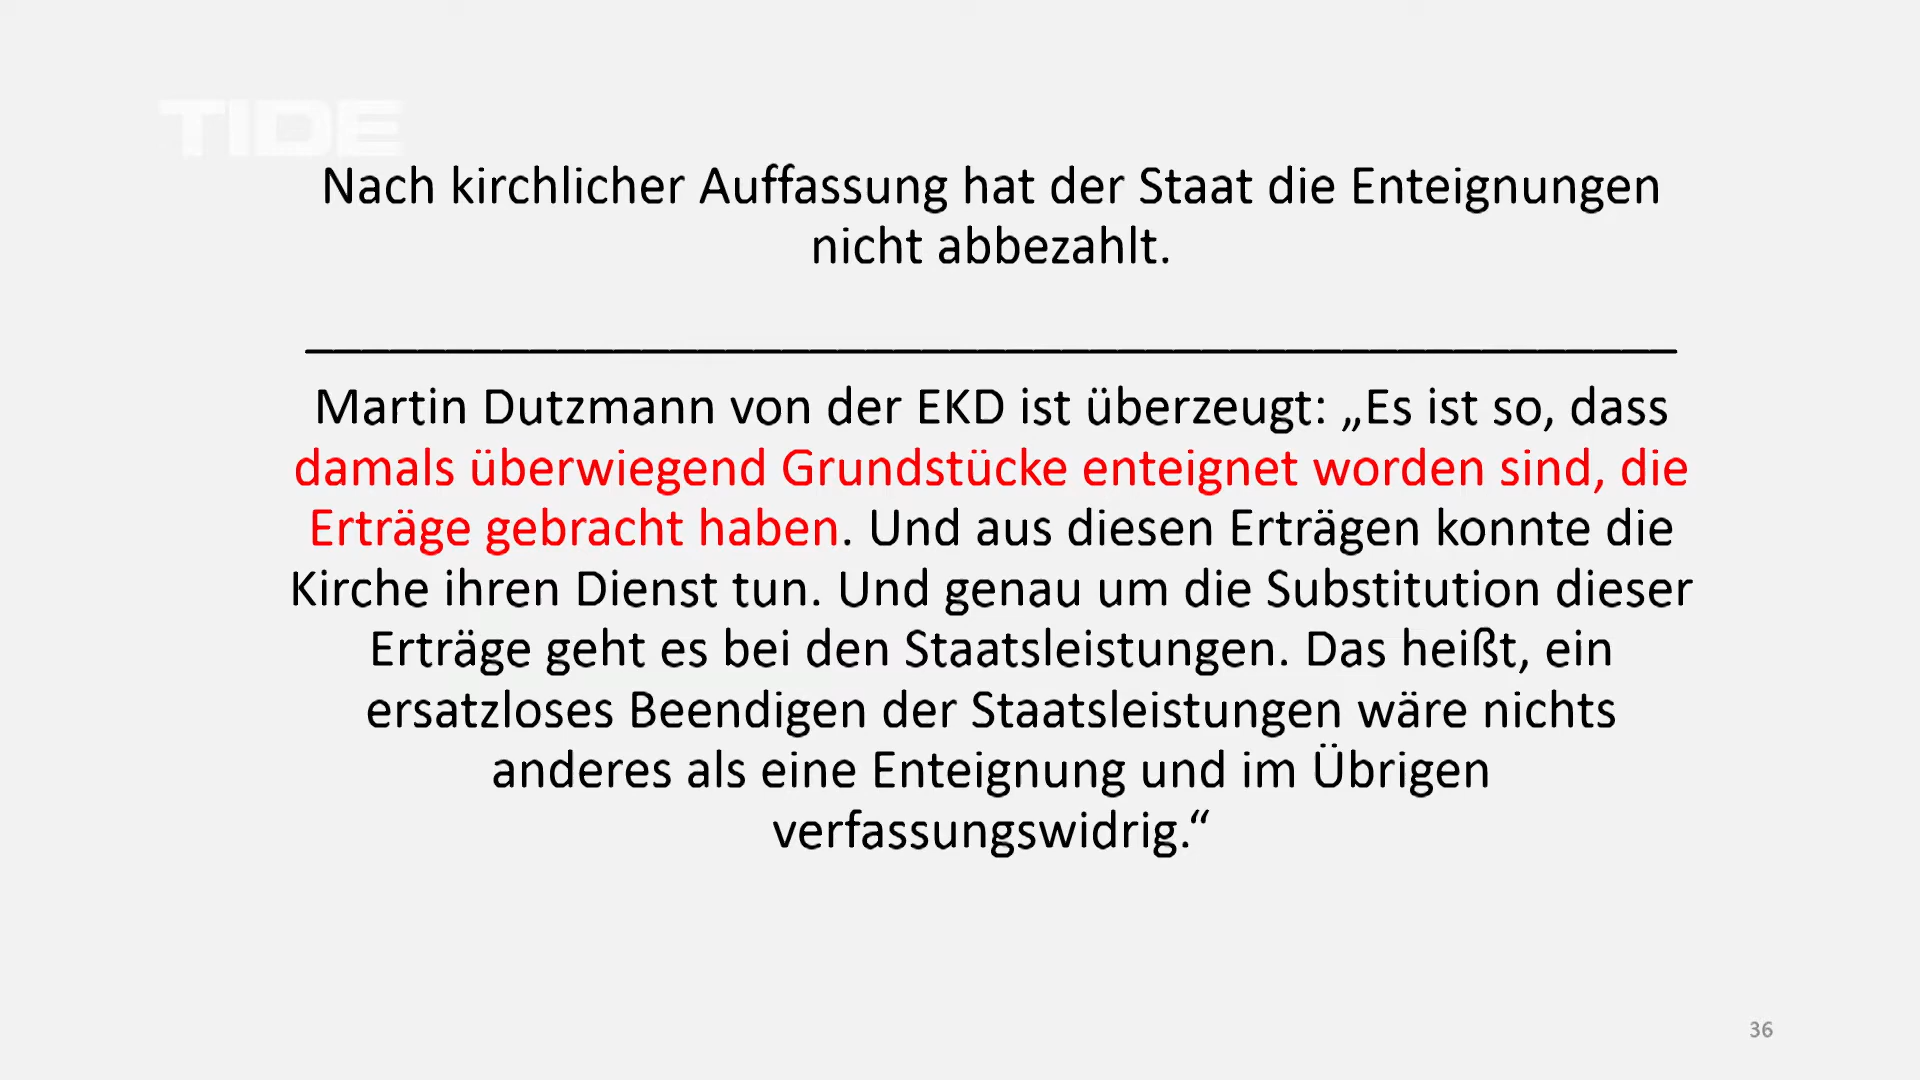 TIDE
Nach kirchlicher Auffassung hat der Staat die Enteignungen
nicht abbezahlt.
Martin Dutzmann von der EKD ist überzeugt: „Es ist so, dass
damals überwiegend Grundstücke enteignet worden sind, die
Erträge gebracht haben. Und aus diesen Erträgen konnte die
Kirche ihren Dienst tun. Und genau um die Substitution dieser
Erträge geht es bei den Staatsleistungen. Das heißt, ein
ersatzloses Beendigen der Staatsleistungen wäre nichts
anderes als eine Enteignung und im Übrigen
verfassungswidrig.“
36